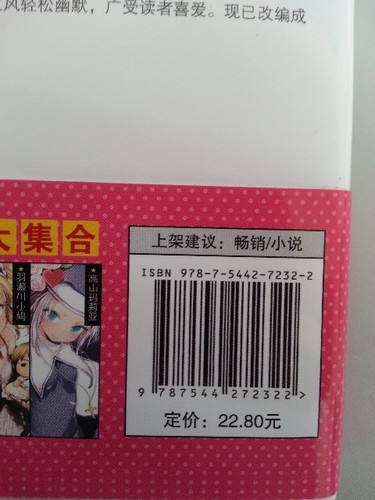 风轻松幽默，广受读者喜爱。现已改编成
大集合
羽瀬川小鳩
高山玛莉亚
上架建议：畅销/小说
ISBN 978-7-5442-7232-2
9 787544 272322 >
定价：22.80元